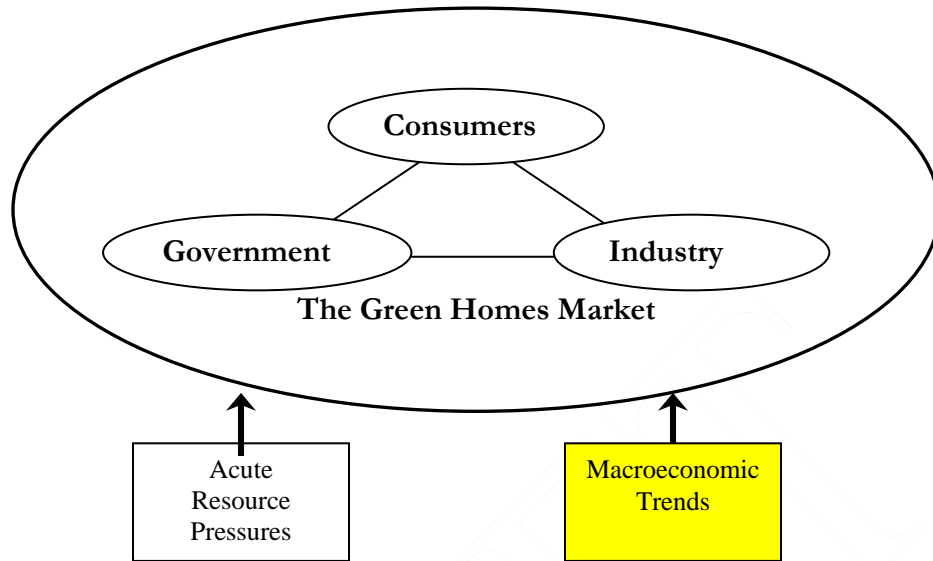 Consumers
Government
Industry
The Green Homes Market
Acute
Resource
Pressures
Macroeconomic
Trends